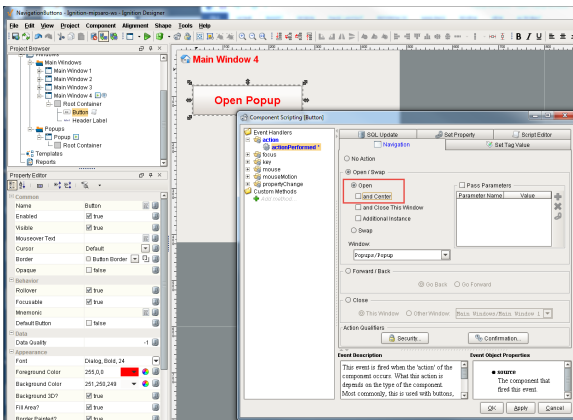 NavigationButtons - Ignition-miparo-ws - Ignition Designer
File Edit View Project Component Alignment Shape Tools Help
Project Browser
Windows
Main Windows
Main Window 1
Main Window 2
Main Window 3
Main Window 4
Root Container
Button
Header Label
Popups
Popup
Root Container
Templates
Reports
Property Editor
Common
Name Button
Enabled true
Visible true
Mouseover Text
Cursor Default
Border Button Border
Opaque false
Behavior
Rollover true
Focusable true
Mnemonic
Default Button false
Data
Data Quality -1
Appearance
Font Dialog, Bold, 24
Foreground Color 255,0,0
Background Color 251,250,249
Background 3D? true
Fill Area? true
Border Painted? true
Main Window 4
Open Popup
Component Scripting [Button]
Event Handlers
action
actionPerformed *
focus
key
mouse
mouseMotion
propertyChange
Custom Methods
Add method...
SQL Update Set Property Script Editor
Navigation Set Tag Value
No Action
Open / Swap
Open
and Center
and Close This Window
Additional Instance
Swap
Window:
Popups/Popup
Pass Parameters
Parameter Name Value
Forward / Back
Go Back Go Forward
Close
This Window Other Window: Main Windows/Main Window 1
Action Qualifiers
Security... Confirmation...
Event Description
This event is fired when the 'action' of the
component occurs. What this action is
depends on the type of the component.
Most commonly, this is used with buttons,
Event Object Properties
source
The component that
fired this event.
OK Apply Cancel